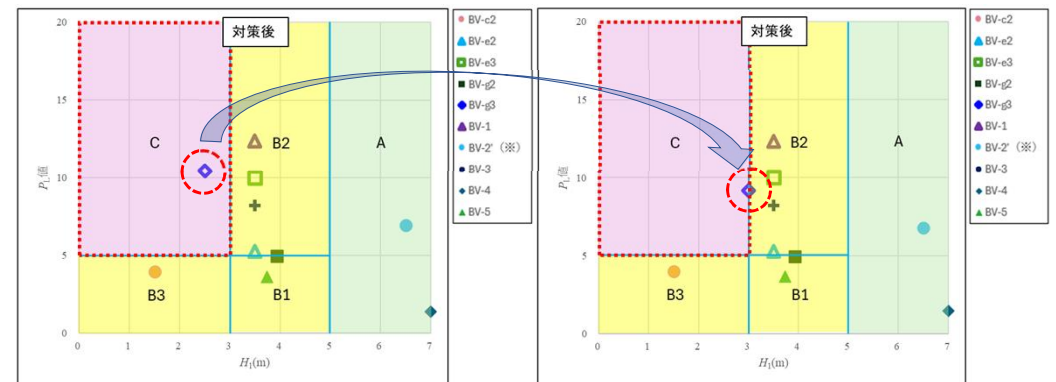 対策後
20
15
10
5
0
P_L値
C
B2
A
B3
B1
0 1 2 3 4 5 6 7
H₁(m)
BV-c2
BV-e2
BV-e3
BV-g2
BV-g3
BV-1
BV-2'（※）
BV-3
BV-4
BV-5
対策後
20
15
10
5
0
P_L値
C
B2
A
B3
B1
0 1 2 3 4 5 6 7
H₁(m)
BV-c2
BV-e2
BV-e3
BV-g2
BV-g3
BV-1
BV-2'（※）
BV-3
BV-4
BV-5